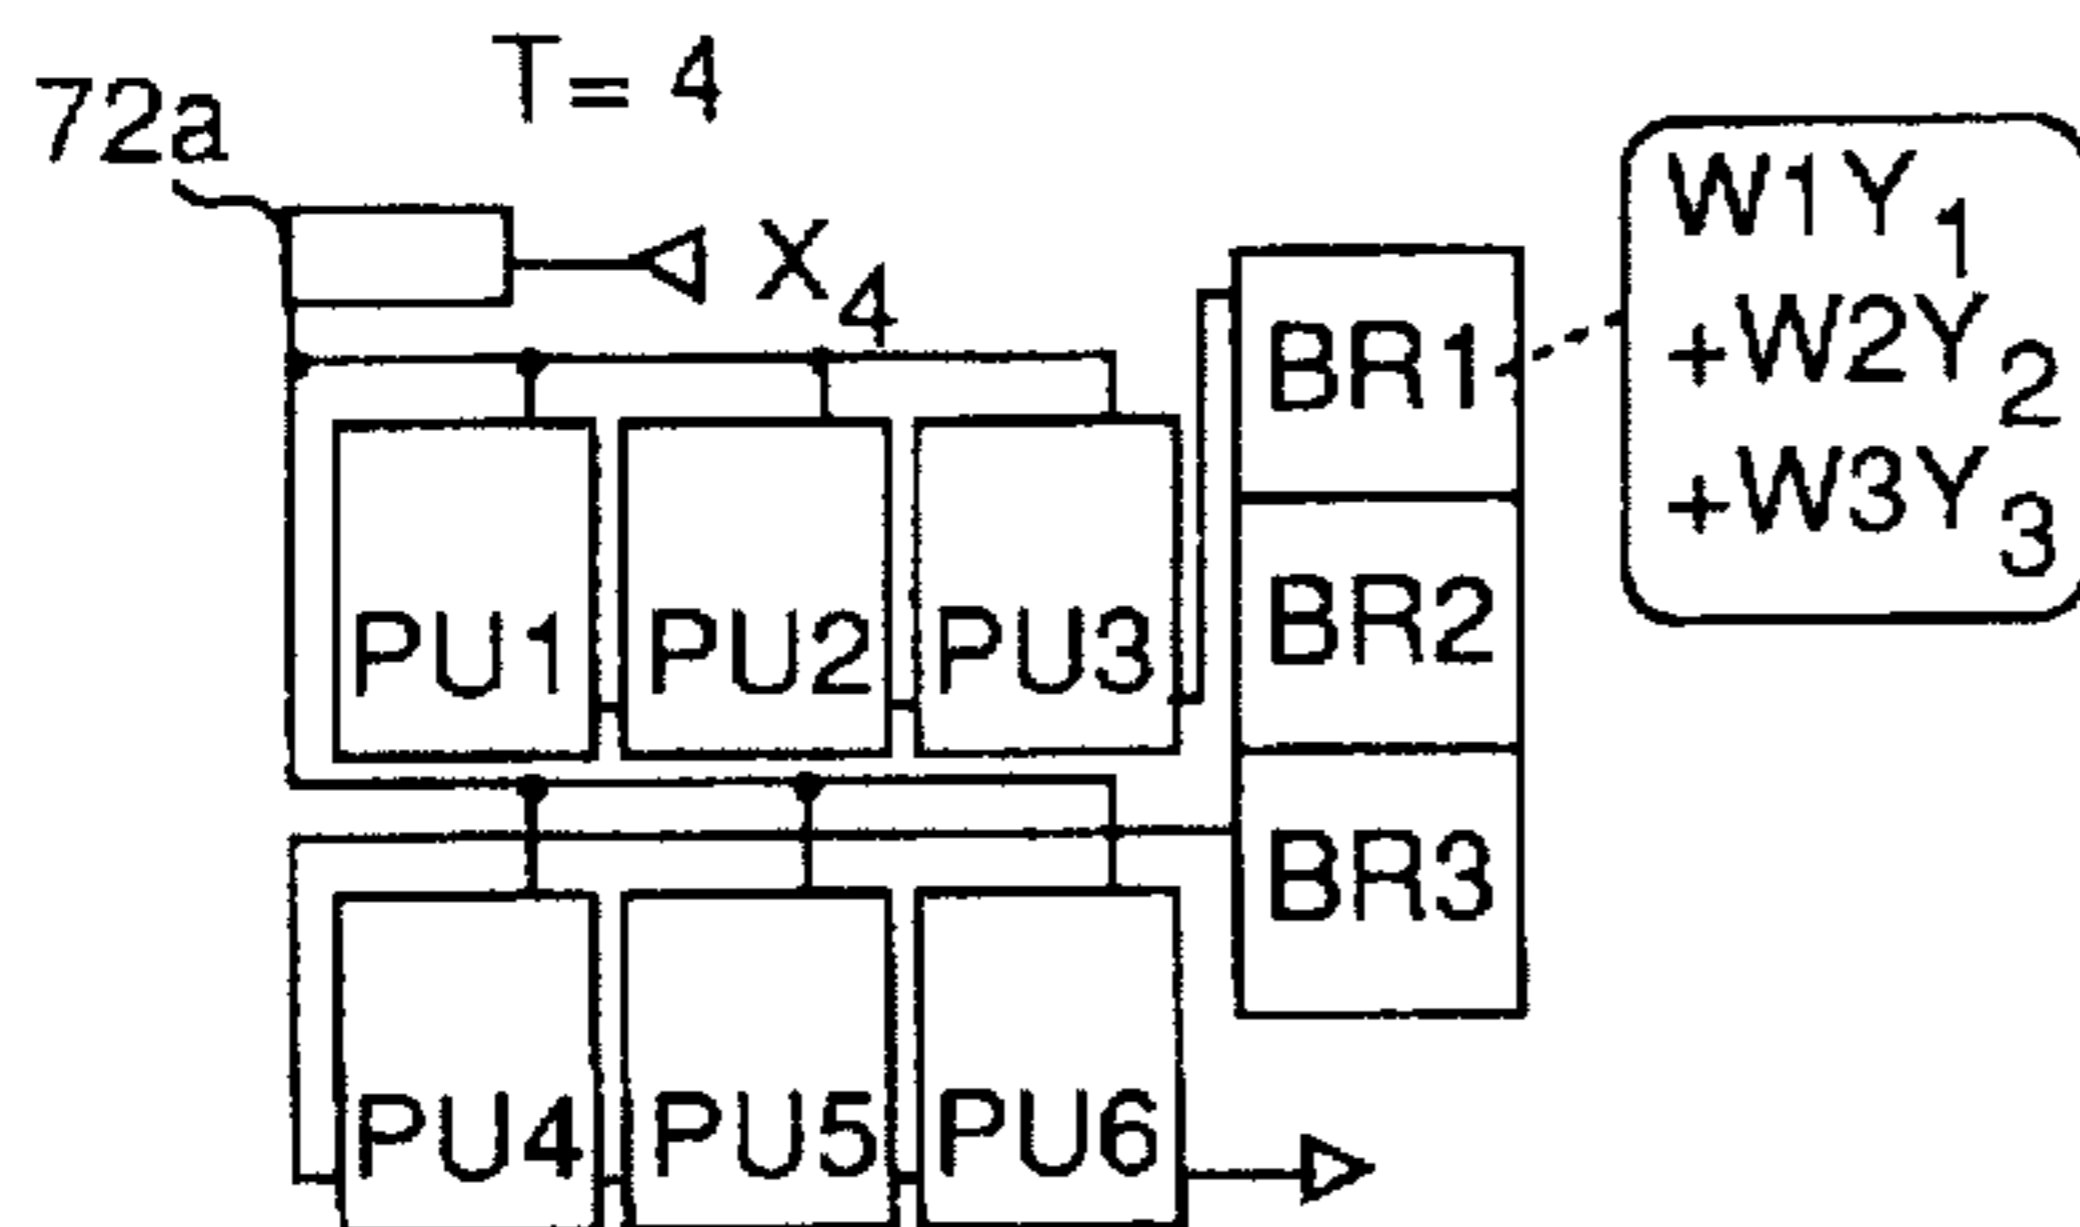 T= 4
72a
X4
W1Y1
+W2Y2
+W3Y3
BR1
BR2
BR3
PU1 PU2 PU3
PU4 PU5 PU6